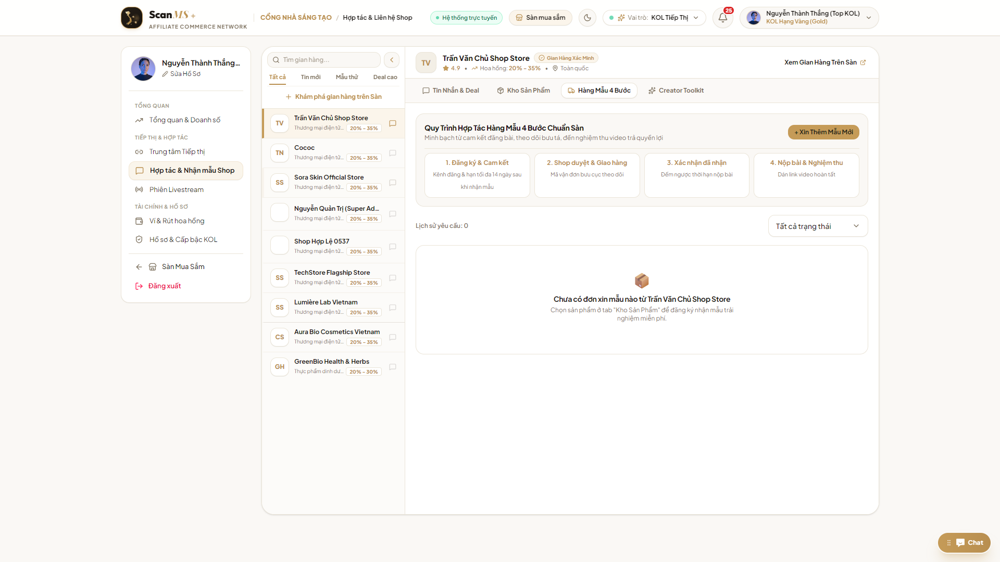 ScanMS
AFFILIATE COMMERCE NETWORK
CỔNG NHÀ SÁNG TẠO / Hợp tác & Liên hệ Shop
Hệ thống trực tuyến
Sàn mua sắm
Vai trò: KOL Tiếp Thị
25
Nguyễn Thành Thắng (Top KOL)
KOL Hạng Vàng (Gold)
Nguyễn Thành Thắng...
Sửa Hồ Sơ
TỔNG QUAN
Tổng quan & Doanh số
TIẾP THỊ & HỢP TÁC
Trung tâm Tiếp thị
Hợp tác & Nhận mẫu Shop
Phiên Livestream
TÀI CHÍNH & HỒ SƠ
Ví & Rút hoa hồng
Hồ sơ & Cấp bậc KOL
Sàn Mua Sắm
Đăng xuất
Tìm gian hàng...
Tất cả Tin mới Mẫu thử Deal cao
+ Khám phá gian hàng trên Sàn
TV
Trần Văn Chủ Shop Store
Thương mại điện tử... 20% - 35%
TN
Cococ
Thương mại điện tử... 20% - 35%
SS
Sora Skin Official Store
Thương mại điện tử... 20% - 35%
Nguyễn Quản Trị (Super Ad...
Thương mại điện tử... 20% - 35%
Shop Hợp Lệ 0537
Thương mại điện tử... 20% - 35%
SS
TechStore Flagship Store
Thương mại điện tử... 20% - 35%
SS
Lumière Lab Vietnam
Thương mại điện tử... 20% - 35%
CS
Aura Bio Cosmetics Vietnam
Thương mại điện tử... 20% - 35%
GH
GreenBio Health & Herbs
Thực phẩm dinh dư... 20% - 30%
TV
Trần Văn Chủ Shop Store Gian Hàng Xác Minh
4.9 • Hoa hồng: 20% - 35% • Toàn quốc
Xem Gian Hàng Trên Sàn
Tin Nhắn & Deal
Kho Sản Phẩm
Hàng Mẫu 4 Bước
Creator Toolkit
Quy Trình Hợp Tác Hàng Mẫu 4 Bước Chuẩn Sàn
Minh bạch từ cam kết đăng bài, theo dõi bưu tá, đến nghiệm thu video trả quyền lợi
+ Xin Thêm Mẫu Mới
1. Đăng ký & Cam kết
Kênh đăng & hạn tối đa 14 ngày sau
khi nhận mẫu
2. Shop duyệt & Giao hàng
Mã vận đơn bưu cục theo dõi
3. Xác nhận đã nhận
Đếm ngược thời hạn nộp bài
4. Nộp bài & Nghiệm thu
Dán link video hoàn tất
Lịch sử yêu cầu: 0
Tất cả trạng thái
Chưa có đơn xin mẫu nào từ Trần Văn Chủ Shop Store
Chọn sản phẩm ở tab "Kho Sản Phẩm" để đăng ký nhận mẫu trải
nghiệm miễn phí.
Chat